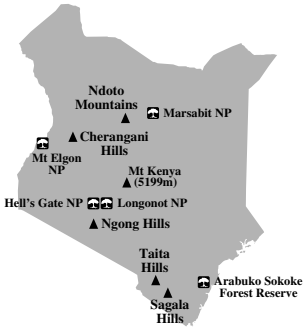 Ndoto
Mountains
Marsabit NP
Cherangani
Hills
Mt Elgon
NP
Mt Kenya
(5199m)
Hell's Gate NP
Longonot NP
Ngong Hills
Taita
Hills
Arabuko Sokoke
Forest Reserve
Sagala
Hills